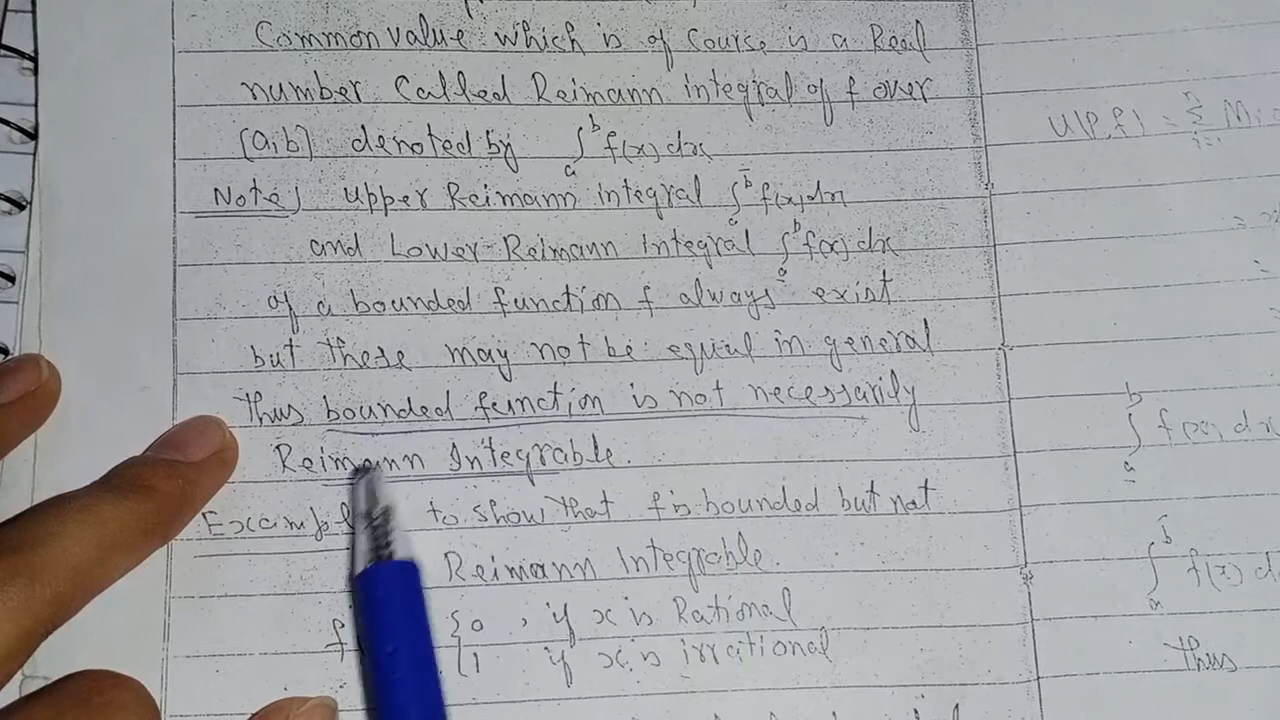 Common value which is of course is a Real
number Called Reimann integral of f over
[a,b] denoted by ∫ₐᵇ f(x) dx
Note) Upper Reimann integral ∫ₐᵇ̄ f(x) dx
and Lower Reimann Integral ∫ₐ̲ᵇ f(x) dx
of a bounded function f always exist
but these may not be equal in general
Thus bounded function is not necessarily
Reimann Integrable.
to show that f is bounded but not
Reimann Integrable.
f {0 , if x is Rational
{1 if x is irrational
U(P,f) = Σ
∫ₐ̲ᵇ f(x) dx
∫ₐᵇ̄ f(x) d
Thus